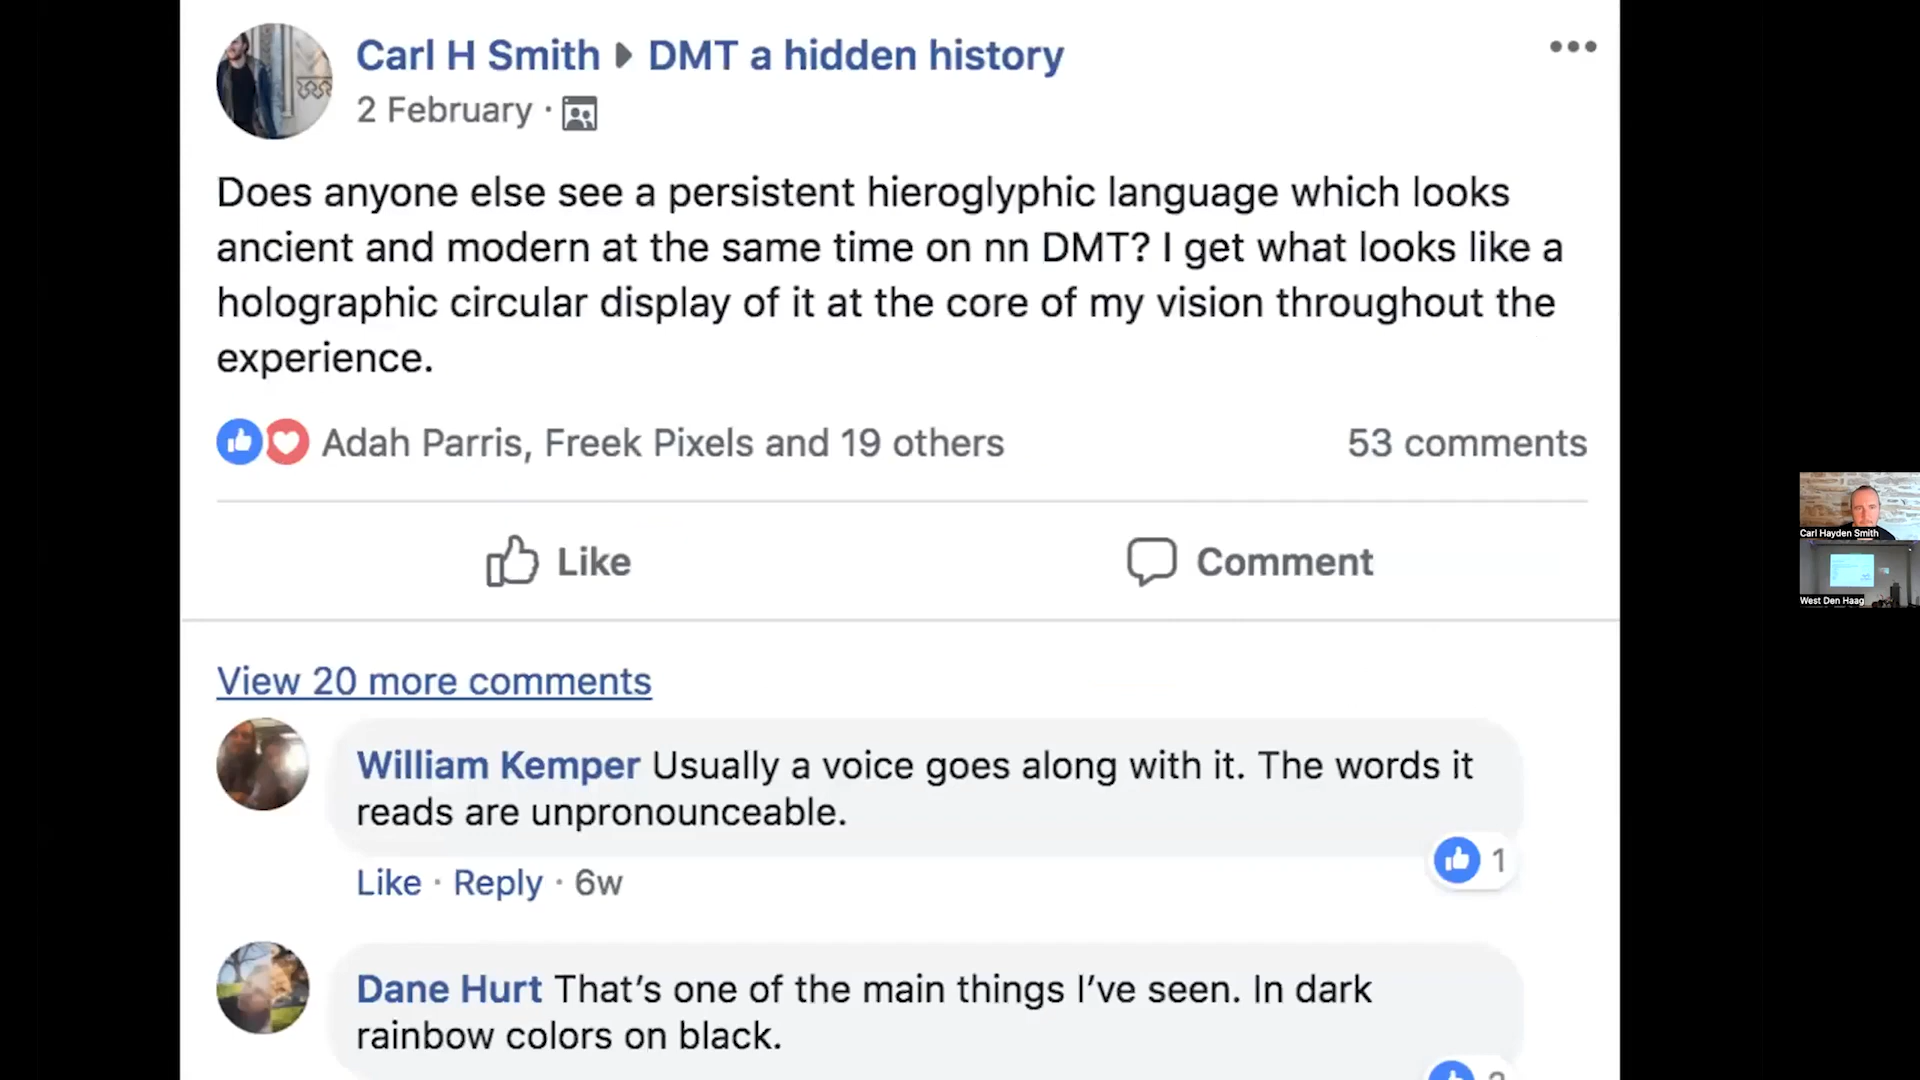 Carl H Smith DMT a hidden history
2 February ·
Does anyone else see a persistent hieroglyphic language which looks
ancient and modern at the same time on nn DMT? I get what looks like a
holographic circular display of it at the core of my vision throughout the
experience.
Adah Parris, Freek Pixels and 19 others 53 comments
Like Comment
View 20 more comments
William Kemper Usually a voice goes along with it. The words it
reads are unpronounceable.
1
Like · Reply · 6w
Dane Hurt That's one of the main things I've seen. In dark
rainbow colors on black.
Carl Hayden Smith
West Den Haag